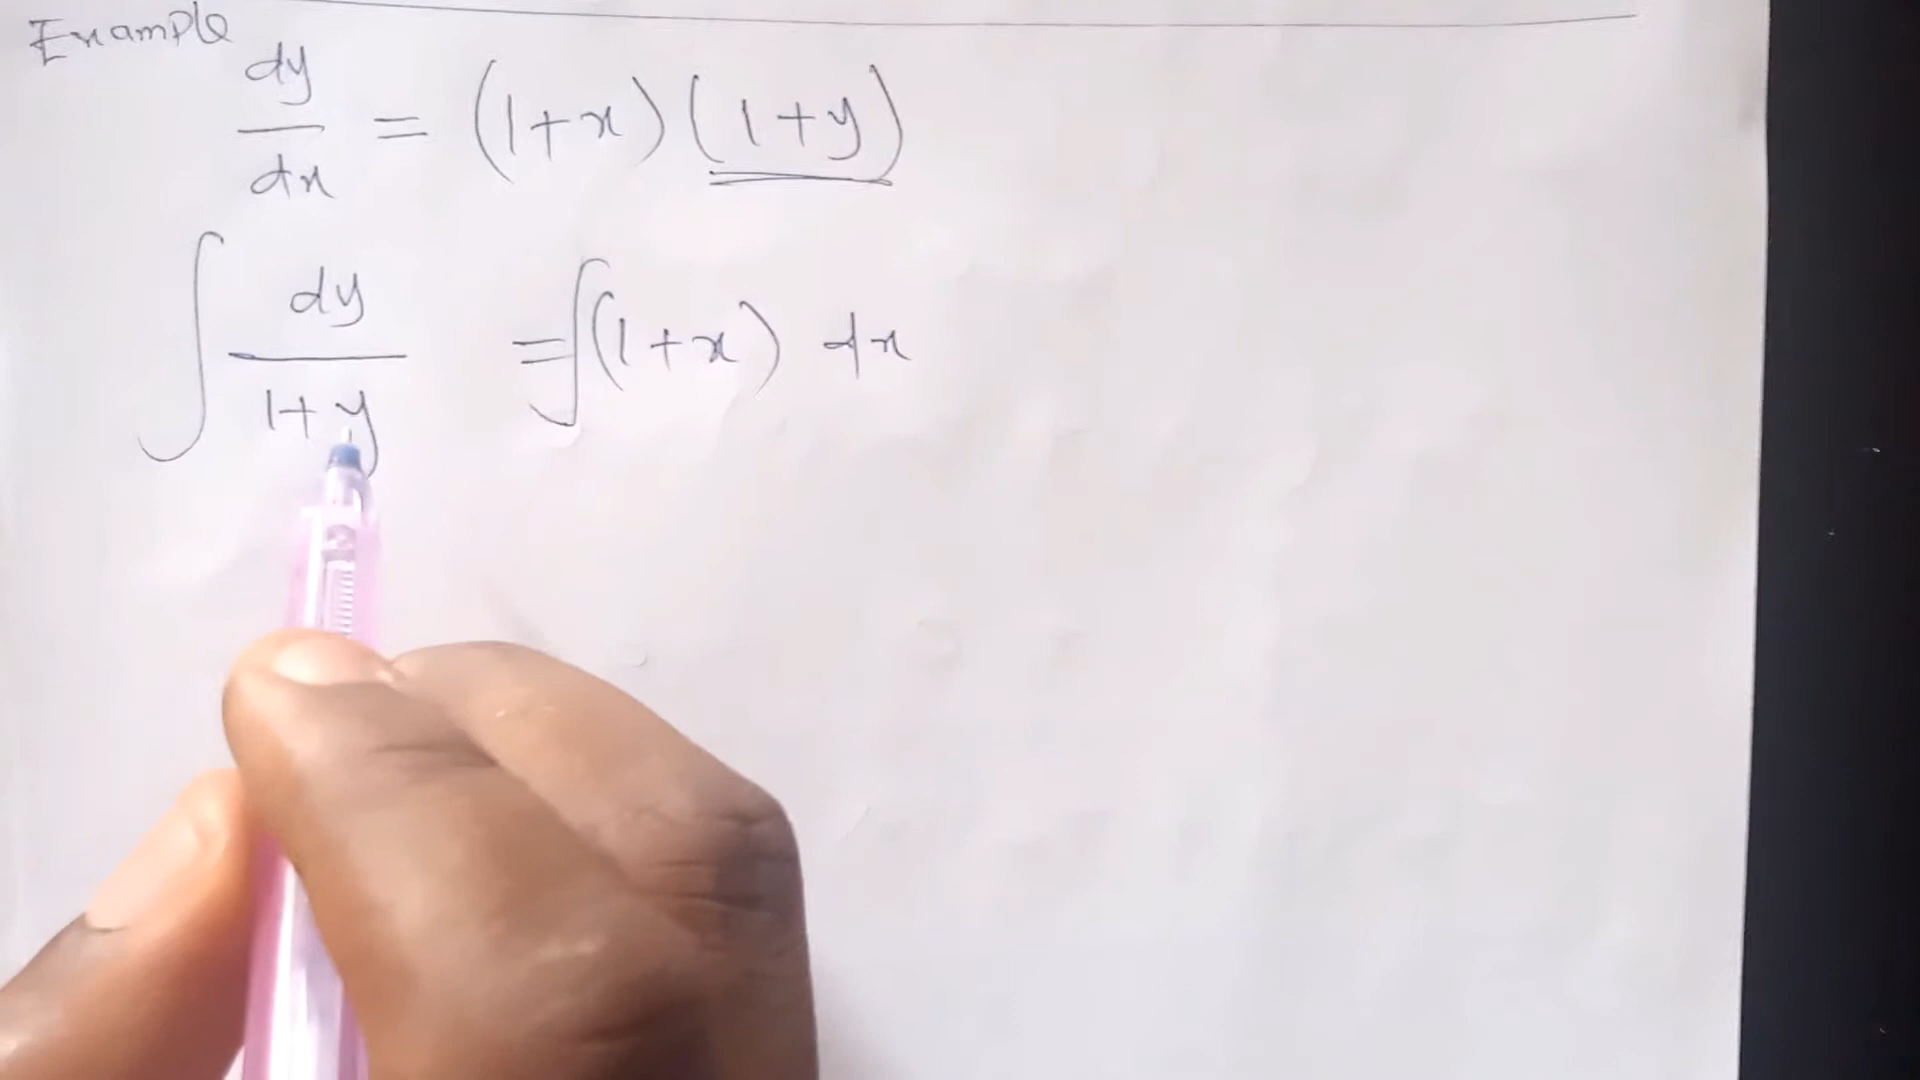 Example
dy/dx = (1+x)(1+y)
∫ dy/1+y = ∫(1+x) dx